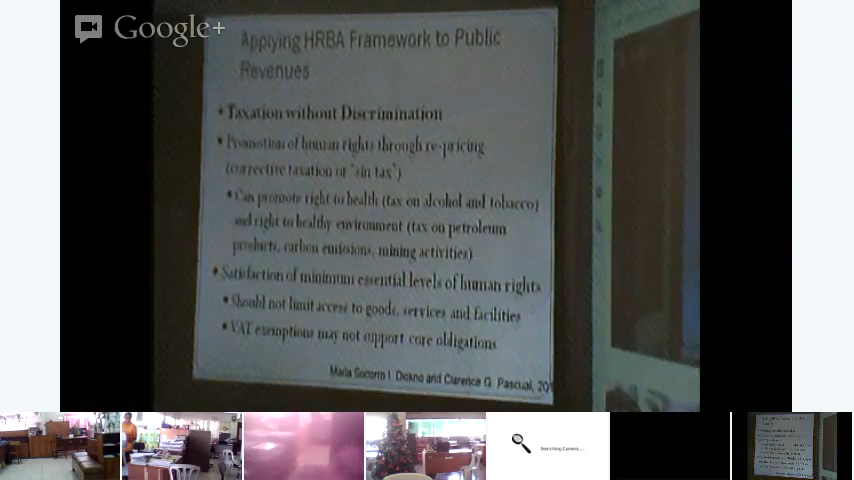 Google+
Applying HRBA Framework to Public
Revenues
• Taxation without Discrimination
• Promotion of human rights through re-pricing
(corrective taxation or "sin tax")
• Can promote right to health (tax on alcohol and tobacco)
and right to healthy environment (tax on petroleum
products, carbon emissions, mining activities)
• Satisfaction of minimum essential levels of human rights
• Should not limit access to goods, services and facilities
• VAT exemptions may not support core obligations
Maria Socorro I. Diokno and Clarence G. Pascual, 20
Searching Camera.....